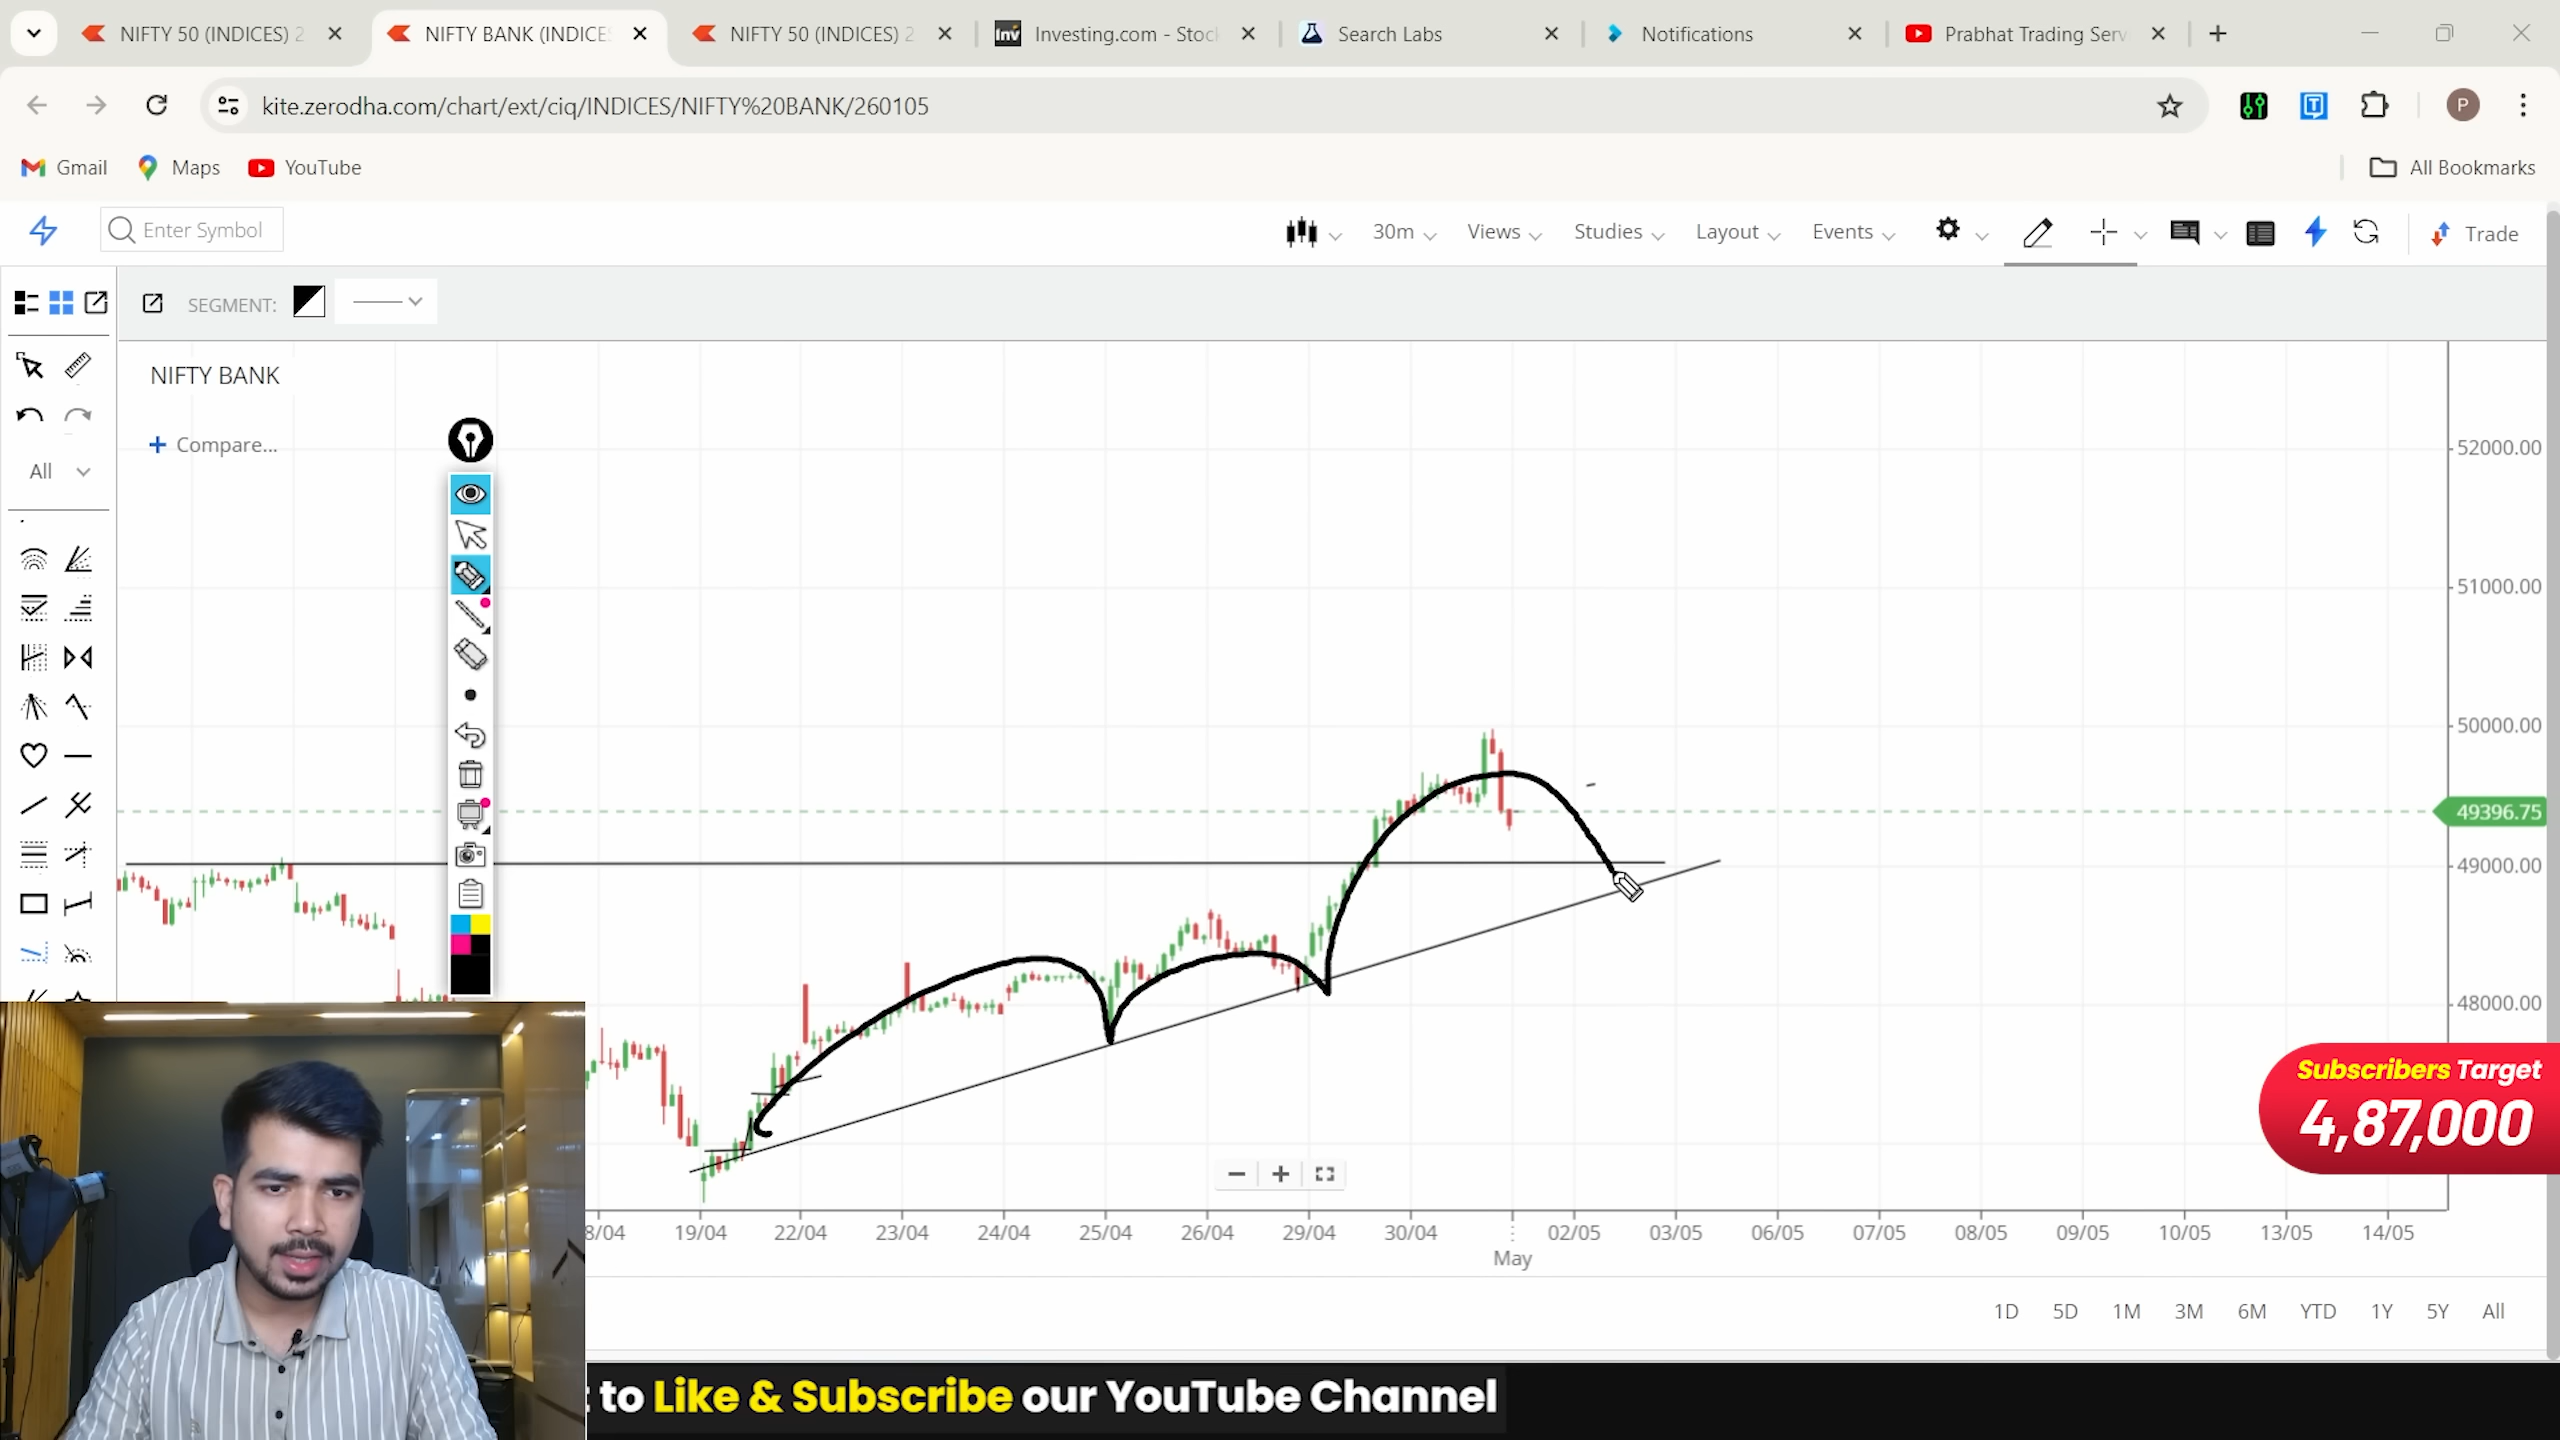 NIFTY 50 (INDICES) 2
NIFTY BANK (INDICES
NIFTY 50 (INDICES) 2
Investing.com - Stoc
Search Labs
Notifications
Prabhat Trading Serv
kite.zerodha.com/chart/ext/ciq/INDICES/NIFTY%20BANK/260105
P
Gmail
Maps
YouTube
All Bookmarks
Enter Symbol
30m
Views
Studies
Layout
Events
Trade
SEGMENT:
NIFTY BANK
+ Compare...
All
52000.00
51000.00
50000.00
49396.75
49000.00
48000.00
Subscribers Target
4,87,000
8/04 19/04 22/04 23/04 24/04 25/04 26/04 29/04 30/04 02/05 03/05 06/05 07/05 08/05 09/05 10/05 13/05 14/05
May
1D 5D 1M 3M 6M YTD 1Y 5Y All
to Like & Subscribe our YouTube Channel